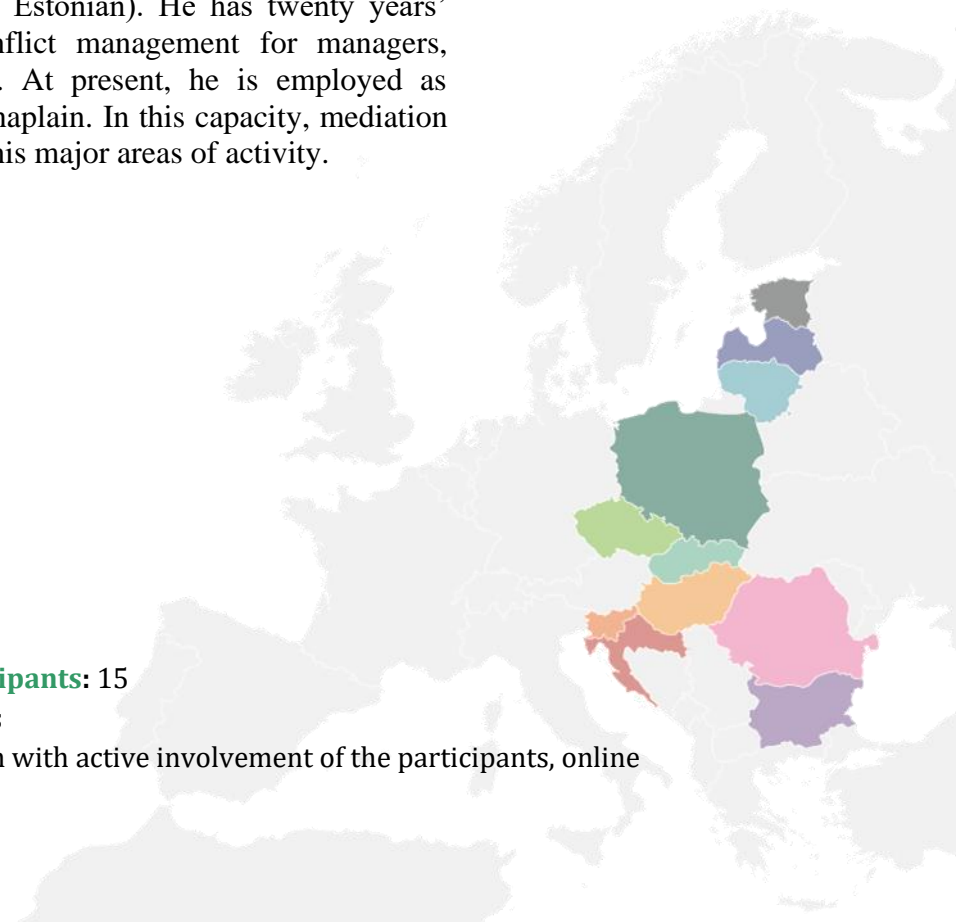 Estonian). He has twenty years’
nflict management for managers,
. At present, he is employed as
haplain. In this capacity, mediation
his major areas of activity.
ipants: 15
:
n with active involvement of the participants, online